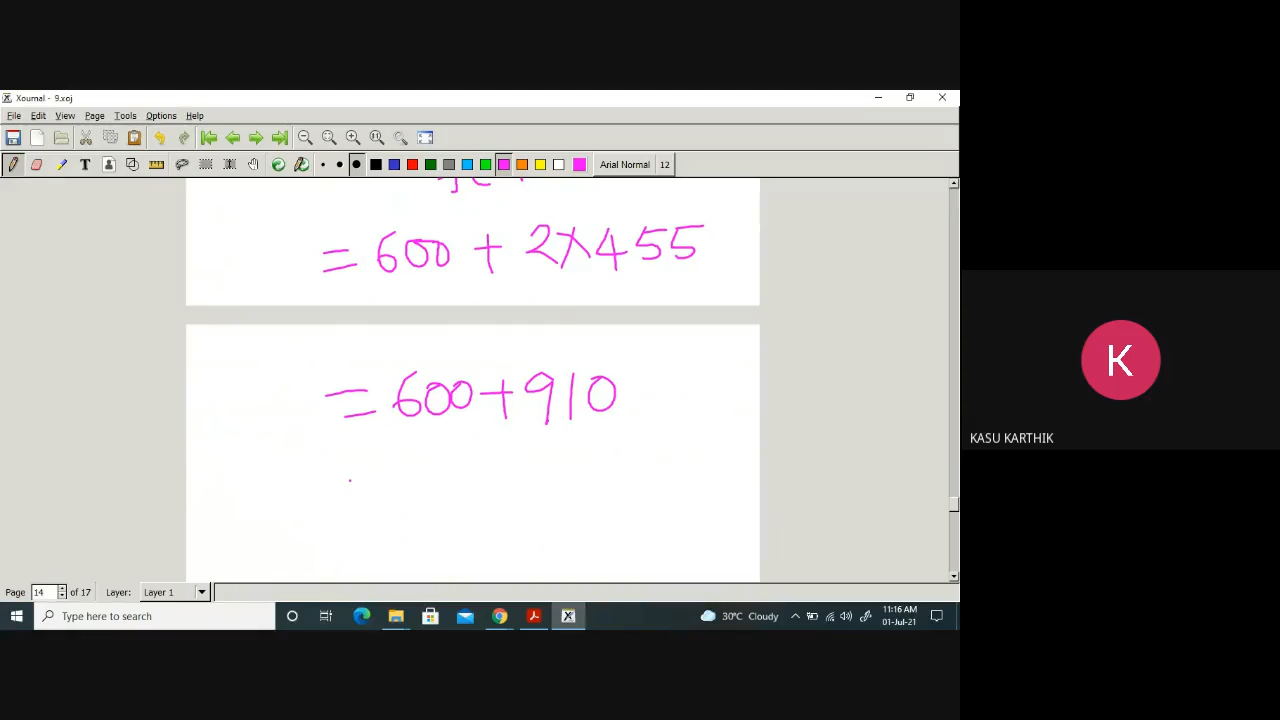 Xournal - 9.xoj
File Edit View Page Tools Options Help
T Arial Normal 12
= 600 + 2×455
= 600+910
K
KASU KARTHIK
Page 14 of 17 Layer: Layer 1
Type here to search
30°C Cloudy
11:16 AM
01-Jul-21